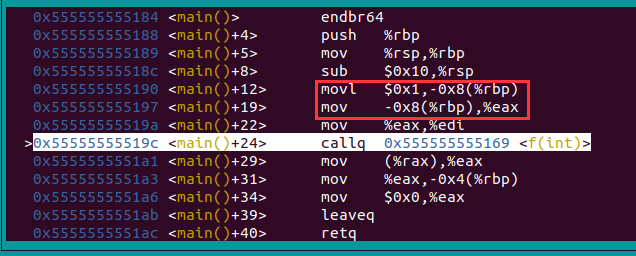 0x555555555184 <main()> endbr64
0x555555555188 <main()+4> push %rbp
0x555555555189 <main()+5> mov %rsp,%rbp
0x55555555518c <main()+8> sub $0x10,%rsp
0x555555555190 <main()+12> movl $0x1,-0x8(%rbp)
0x555555555197 <main()+19> mov -0x8(%rbp),%eax
0x55555555519a <main()+22> mov %eax,%edi
>0x55555555519c <main()+24> callq 0x555555555169 <f(int)>
0x5555555551a1 <main()+29> mov (%rax),%eax
0x5555555551a3 <main()+31> mov %eax,-0x4(%rbp)
0x5555555551a6 <main()+34> mov $0x0,%eax
0x5555555551ab <main()+39> leaveq
0x5555555551ac <main()+40> retq